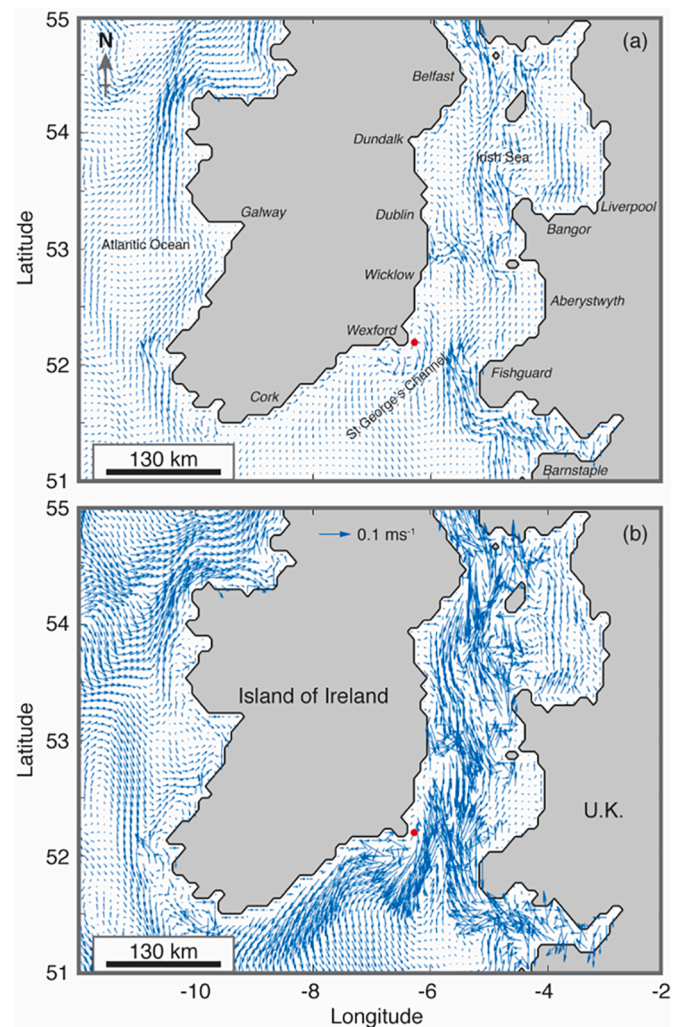 55
N
(a)
Belfast
54
Dundalk
Irish Sea
Galway
Dublin
Liverpool
Bangor
Latitude
53
Atlantic Ocean
Wicklow
Aberystwyth
Wexford
52
Fishguard
St George's Channel
Cork
130 km
Barnstaple
51
55
0.1 ms⁻¹
(b)
54
Island of Ireland
Latitude
53
U.K.
52
130 km
51
-10
-8
-6
-4
-2
Longitude